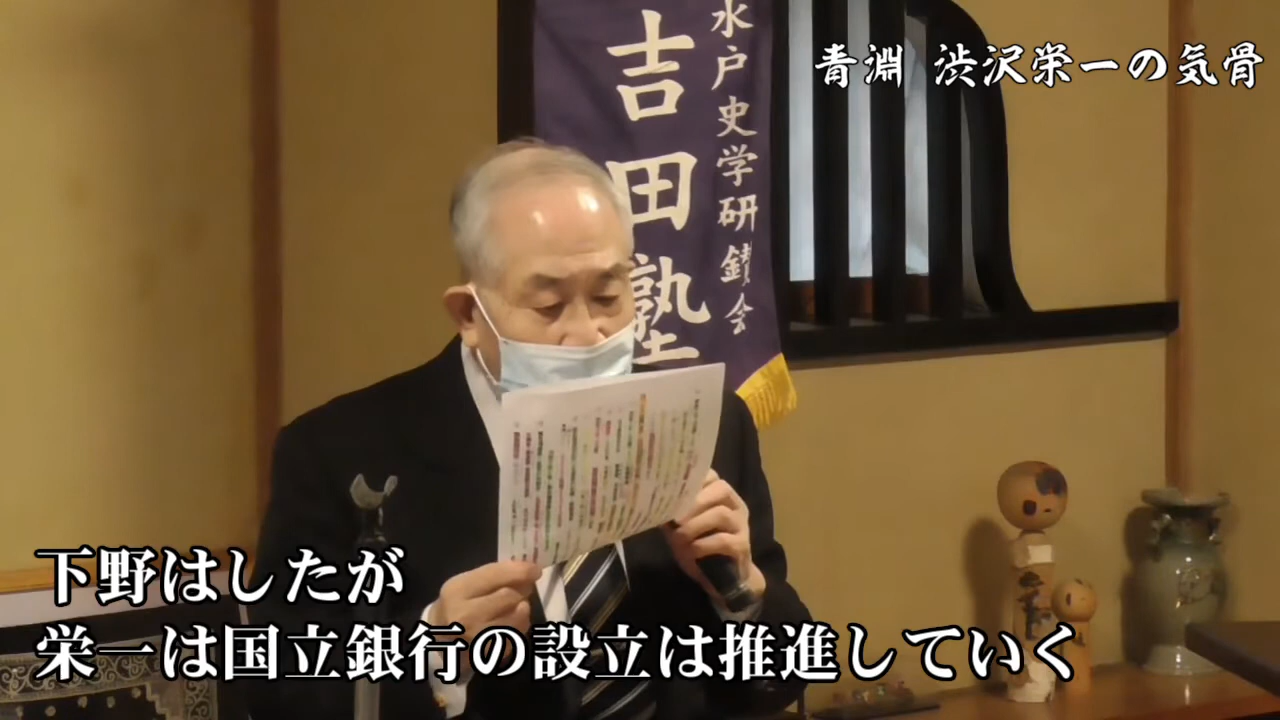 青淵 渋沢栄一の気骨
水戸史学研鑚会
吉田塾
下野はしたが
栄一は国立銀行の設立は推進していく